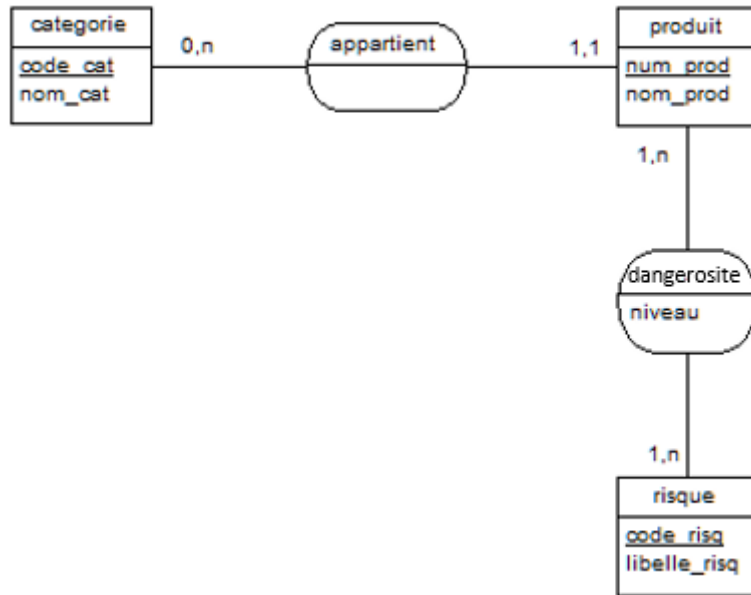 categorie
code_cat
nom_cat
0,n
appartient
1,1
produit
num_prod
nom_prod
1,n
dangerosite
niveau
1,n
risque
code_risq
libelle_risq